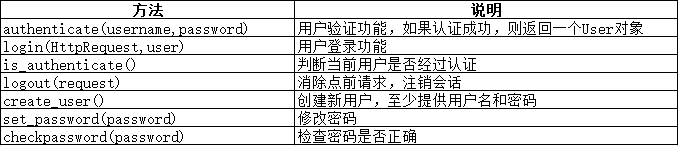 方法 说明
authenticate(username,password) 用户验证功能，如果认证成功，则返回一个User对象
login(HttpRequest,user) 用户登录功能
is_authenticate() 判断当前用户是否经过认证
logout(request) 消除点前请求，注销会话
create_user() 创建新用户，至少提供用户名和密码
set_password(password) 修改密码
checkpassword(password) 检查密码是否正确